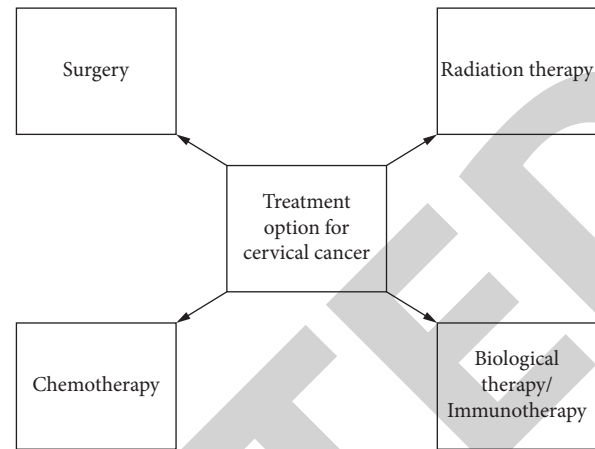 Surgery
Radiation therapy
Treatment
option for
cervical cancer
Chemotherapy
Biological
therapy/
Immunotherapy